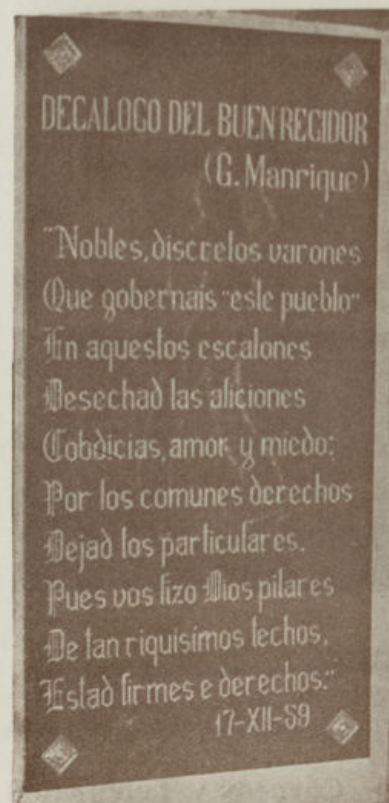 DECALOGO DEL BUEN REGIDOR
(G. Manrique)
"Nobles, discretos varones
Que gobernais "este pueblo"
En aquestos escalones
Desechad las aficiones
Cobdicias, amor y miedo;
Por los comunes derechos
Dejad los particulares.
Pues vos fizo Dios pilares
De tan riquisimos techos,
Estad firmes e derechos."
17-XII-59